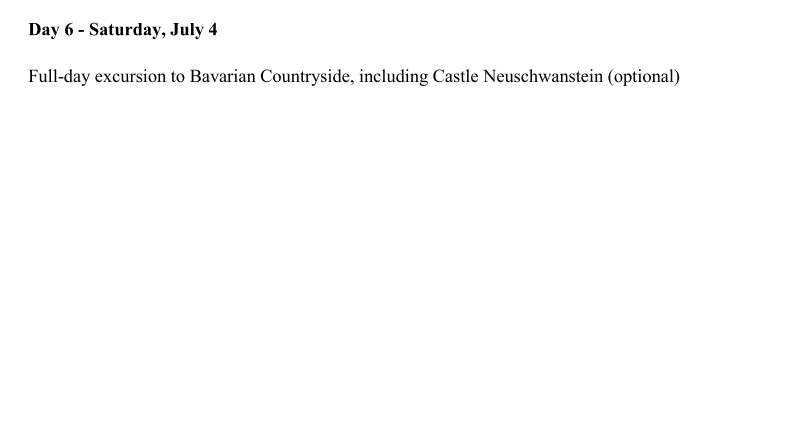 Day 6 - Saturday, July 4
Full-day excursion to Bavarian Countryside, including Castle Neuschwanstein (optional)